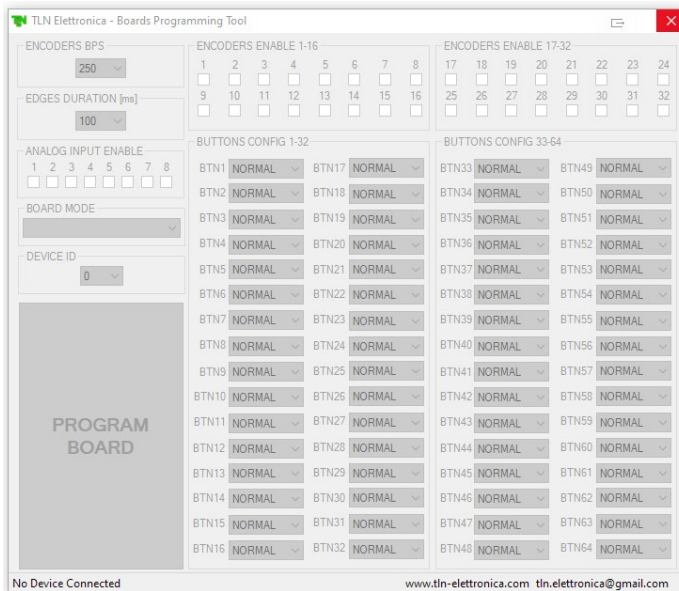 TLN Elettronica - Boards Programming Tool
ENCODERS BPS
250
EDGES DURATION [ms]
100
ANALOG INPUT ENABLE
1 2 3 4 5 6 7 8
BOARD MODE
DEVICE ID
0
PROGRAM
BOARD
ENCODERS ENABLE 1-16
1 2 3 4 5 6 7 8
9 10 11 12 13 14 15 16
ENCODERS ENABLE 17-32
17 18 19 20 21 22 23 24
25 26 27 28 29 30 31 32
BUTTONS CONFIG 1-32
BTN1 NORMAL BTN17 NORMAL
BTN2 NORMAL BTN18 NORMAL
BTN3 NORMAL BTN19 NORMAL
BTN4 NORMAL BTN20 NORMAL
BTN5 NORMAL BTN21 NORMAL
BTN6 NORMAL BTN22 NORMAL
BTN7 NORMAL BTN23 NORMAL
BTN8 NORMAL BTN24 NORMAL
BTN9 NORMAL BTN25 NORMAL
BTN10 NORMAL BTN26 NORMAL
BTN11 NORMAL BTN27 NORMAL
BTN12 NORMAL BTN28 NORMAL
BTN13 NORMAL BTN29 NORMAL
BTN14 NORMAL BTN30 NORMAL
BTN15 NORMAL BTN31 NORMAL
BTN16 NORMAL BTN32 NORMAL
BUTTONS CONFIG 33-64
BTN33 NORMAL BTN49 NORMAL
BTN34 NORMAL BTN50 NORMAL
BTN35 NORMAL BTN51 NORMAL
BTN36 NORMAL BTN52 NORMAL
BTN37 NORMAL BTN53 NORMAL
BTN38 NORMAL BTN54 NORMAL
BTN39 NORMAL BTN55 NORMAL
BTN40 NORMAL BTN56 NORMAL
BTN41 NORMAL BTN57 NORMAL
BTN42 NORMAL BTN58 NORMAL
BTN43 NORMAL BTN59 NORMAL
BTN44 NORMAL BTN60 NORMAL
BTN45 NORMAL BTN61 NORMAL
BTN46 NORMAL BTN62 NORMAL
BTN47 NORMAL BTN63 NORMAL
BTN48 NORMAL BTN64 NORMAL
No Device Connected
www.tln-elettronica.com tln.elettronica@gmail.com